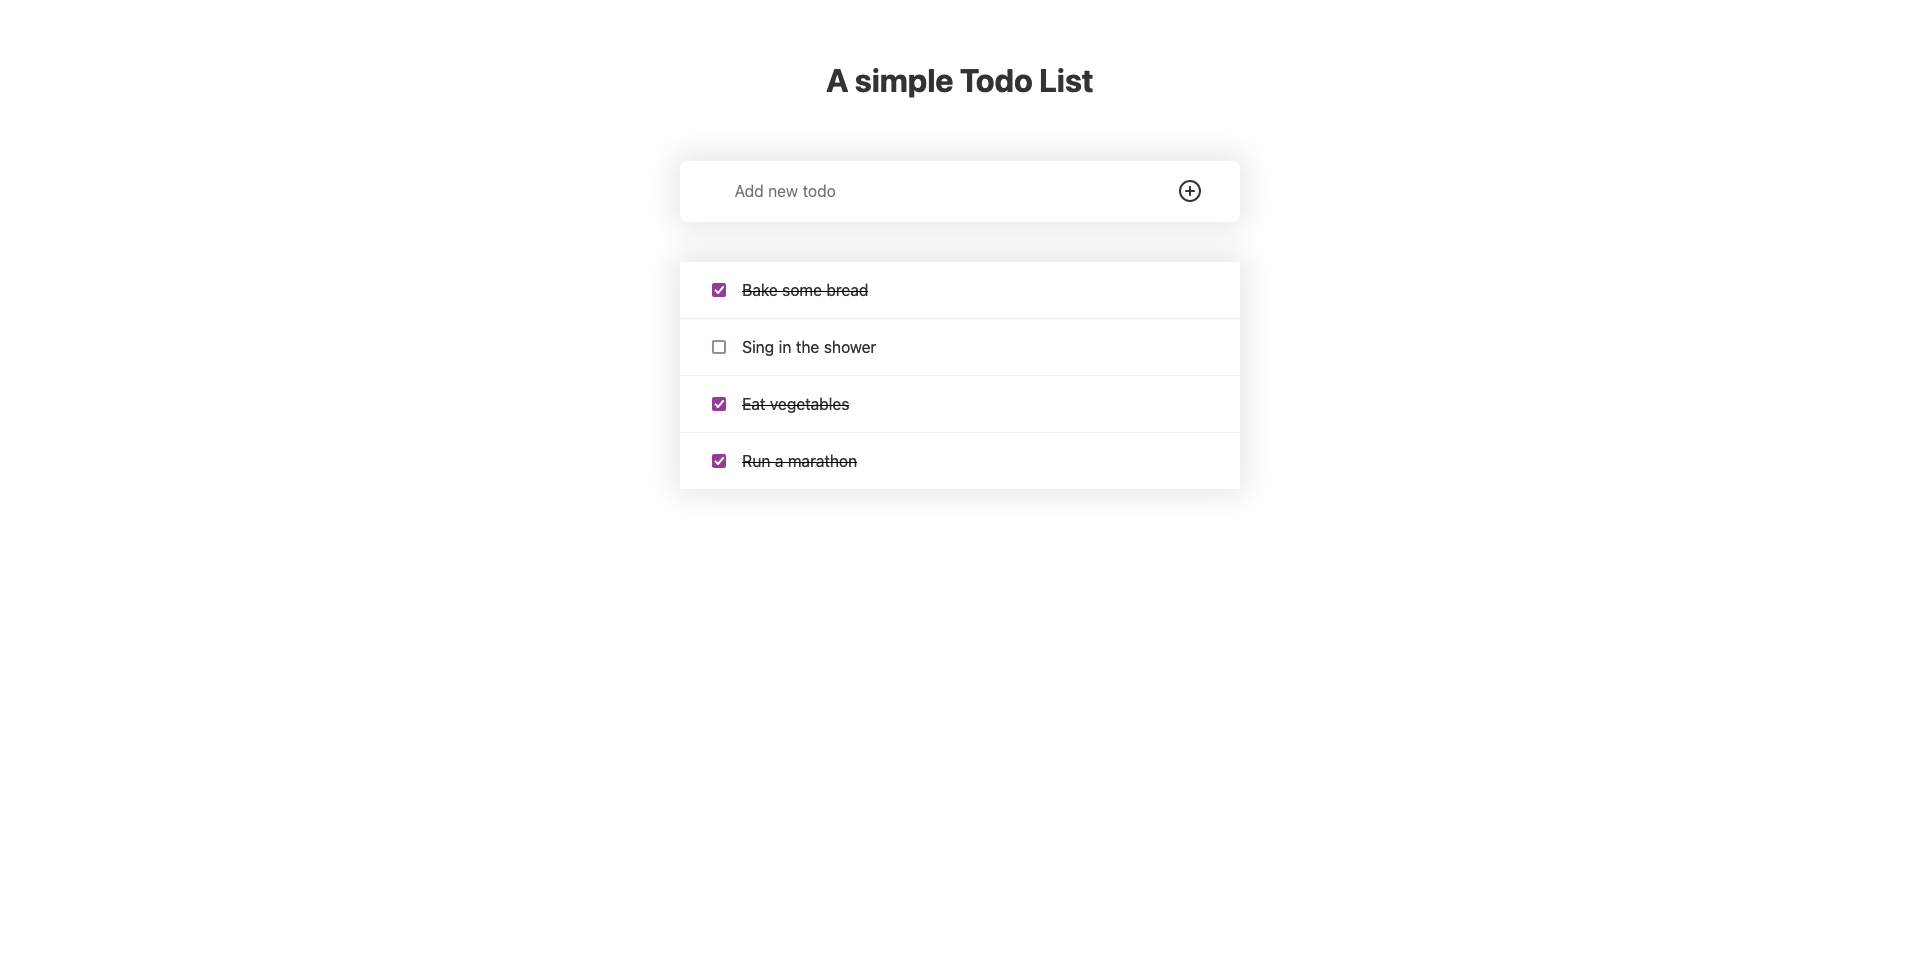 A simple Todo List
Add new todo
Bake some bread
Sing in the shower
Eat vegetables
Run a marathon